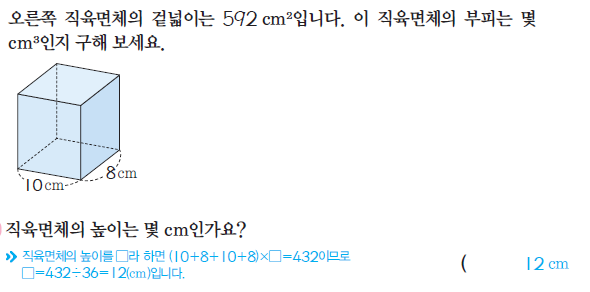 오른쪽 직육면체의 겉넓이는 592 cm²입니다. 이 직육면체의 부피는 몇
cm³인지 구해 보세요.
8cm
10cm
직육면체의 높이는 몇 cm인가요?
» 직육면체의 높이를 □라 하면 (10+8+10+8)×□=432이므로
□=432÷36=12(cm)입니다.
( 12 cm